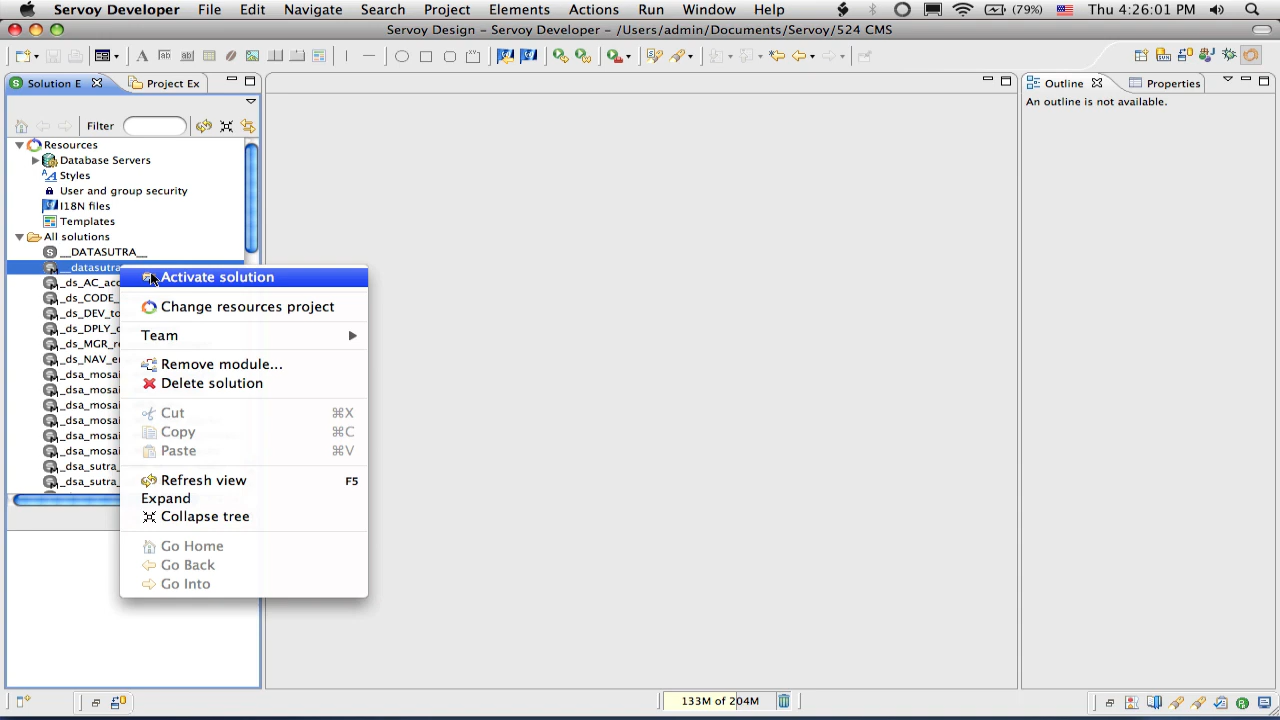 Servoy Developer File Edit Navigate Search Project Elements Actions Run Window Help (79%) Thu 4:26:01 PM
Servoy Design – Servoy Developer – /Users/admin/Documents/Servoy/524 CMS
Solution E
Project Ex
Outline
Properties
An outline is not available.
Filter
Resources
Database Servers
Styles
User and group security
I18N files
Templates
All solutions
__DATASUTRA__
__datasutra
_ds_AC_acc
_ds_CODE_
_ds_DEV_to
_ds_DPLY_d
_ds_MGR_re
_ds_NAV_en
_dsa_mosai
_dsa_mosai
_dsa_mosai
_dsa_mosai
_dsa_mosai
_dsa_mosai
_dsa_sutra_
_dsa_sutra_
Activate solution
Change resources project
Team
Remove module...
Delete solution
Cut ⌘X
Copy ⌘C
Paste ⌘V
Refresh view F5
Expand
Collapse tree
Go Home
Go Back
Go Into
133M of 204M